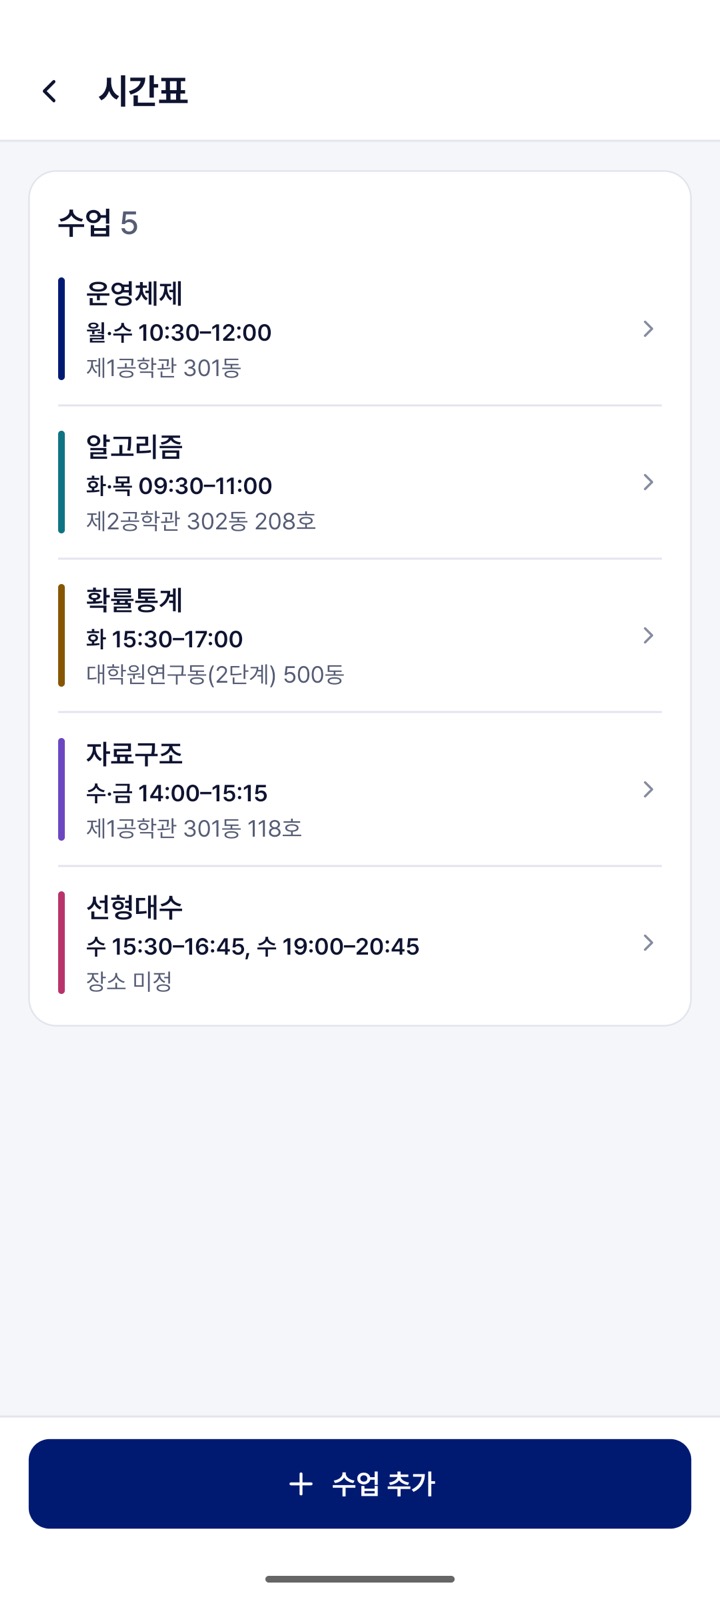 시간표
수업 5
운영체제
월·수 10:30–12:00
제1공학관 301동
알고리즘
화·목 09:30–11:00
제2공학관 302동 208호
확률통계
화 15:30–17:00
대학원연구동(2단계) 500동
자료구조
수·금 14:00–15:15
제1공학관 301동 118호
선형대수
수 15:30–16:45, 수 19:00–20:45
장소 미정
수업 추가